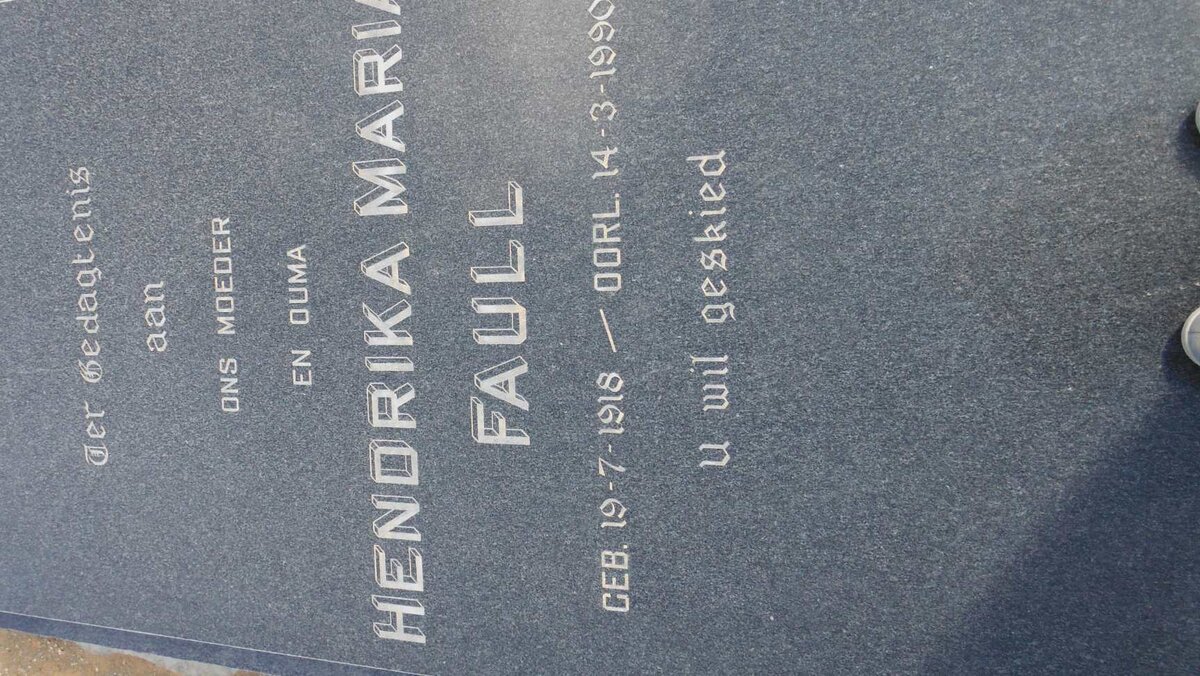 Ter Gedagtenis
aan
ONS MOEDER
EN OUMA
HENDRIKA MARIA
FAULL
GEB. 19-7-1918 — OORL. 14-3-1990
U wil geskied